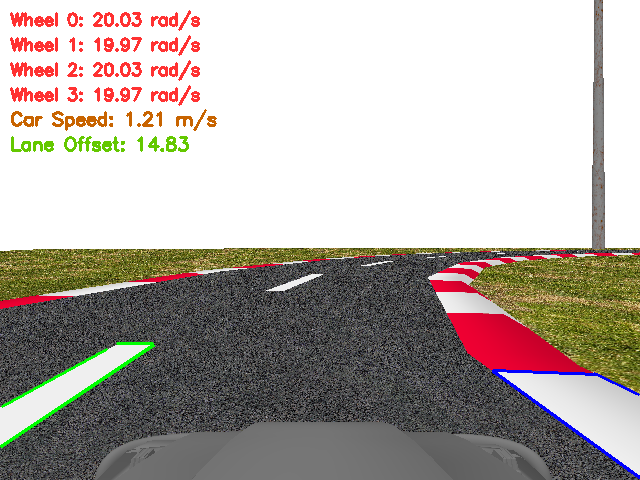 Wheel 0: 20.03 rad/s
Wheel 1: 19.97 rad/s
Wheel 2: 20.03 rad/s
Wheel 3: 19.97 rad/s
Car Speed: 1.21 m/s
Lane Offset: 14.83